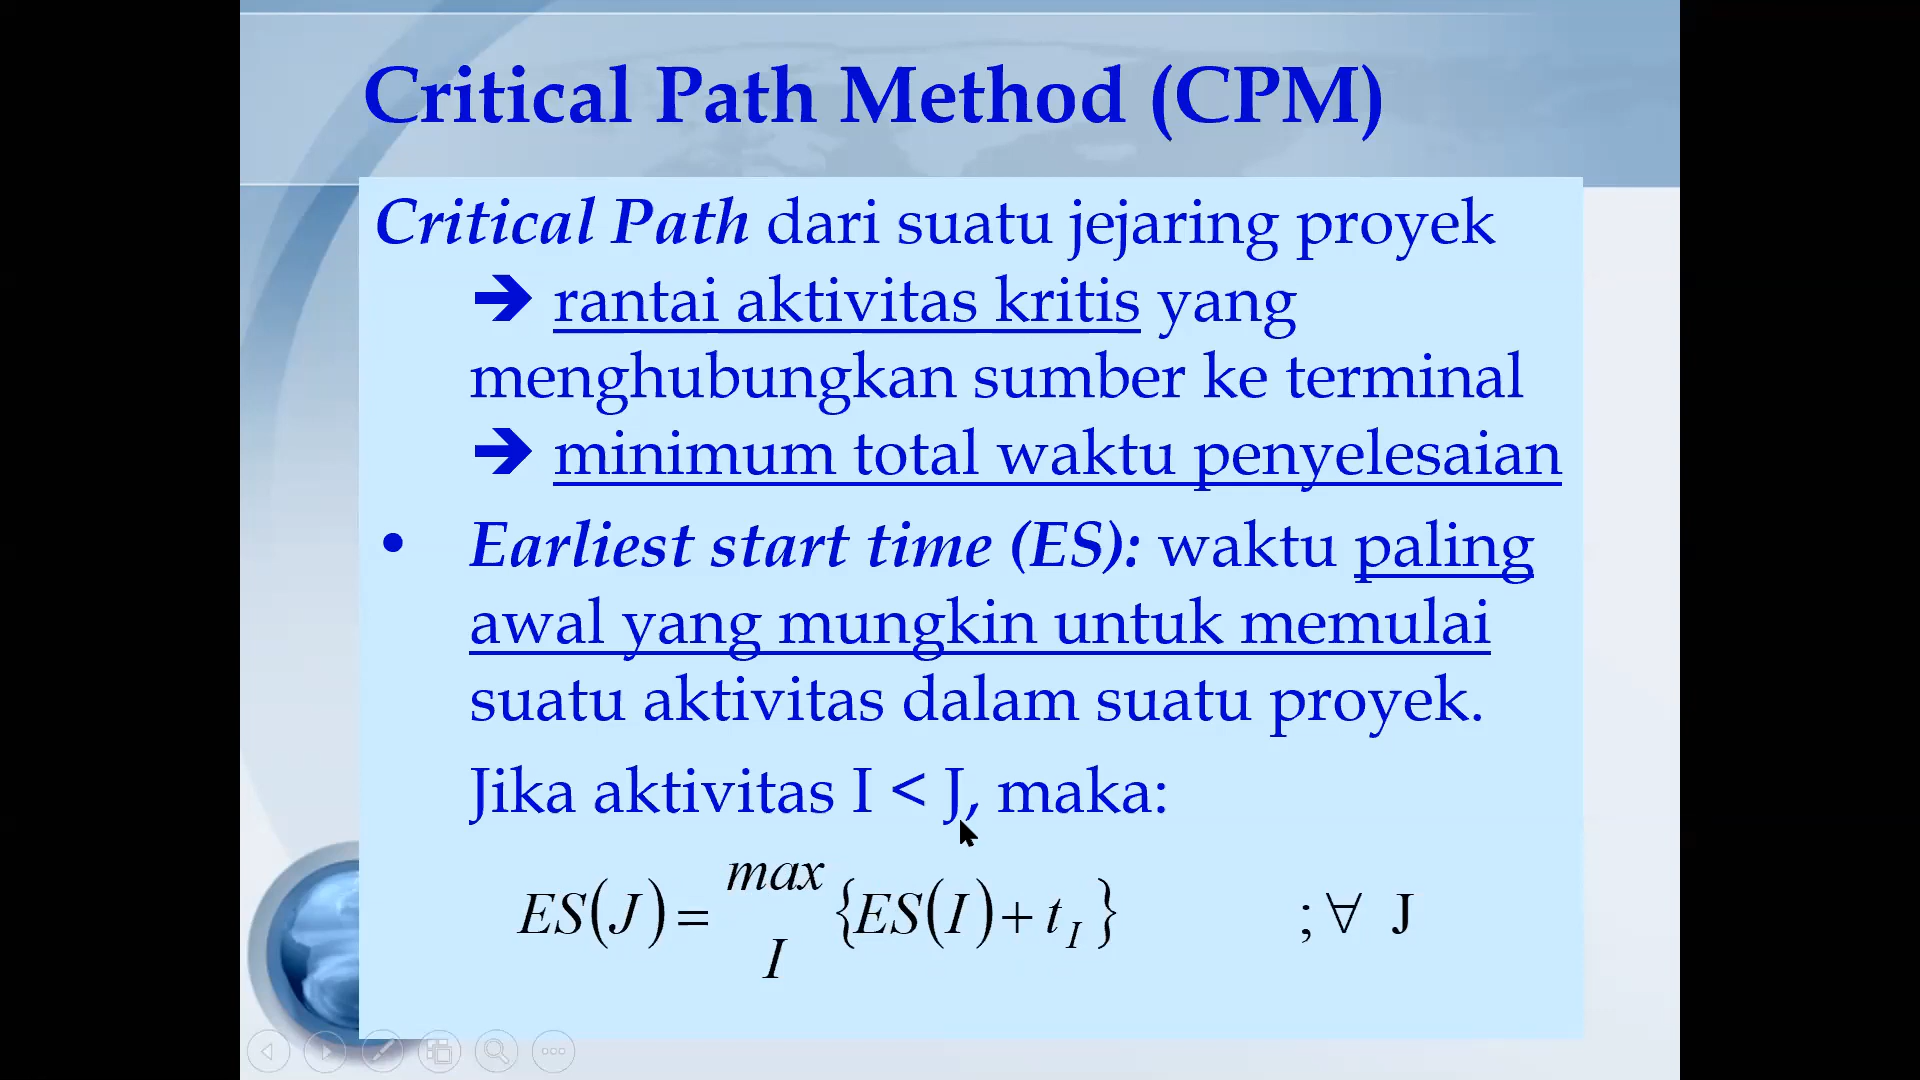 Critical Path Method (CPM)
Critical Path dari suatu jejaring proyek
➔ rantai aktivitas kritis yang
menghubungkan sumber ke terminal
➔ minimum total waktu penyelesaian
• Earliest start time (ES): waktu paling
awal yang mungkin untuk memulai
suatu aktivitas dalam suatu proyek.
Jika aktivitas I < J, maka:
max
ES(J) = {ES(I) + t_I} ; ∀ J
I